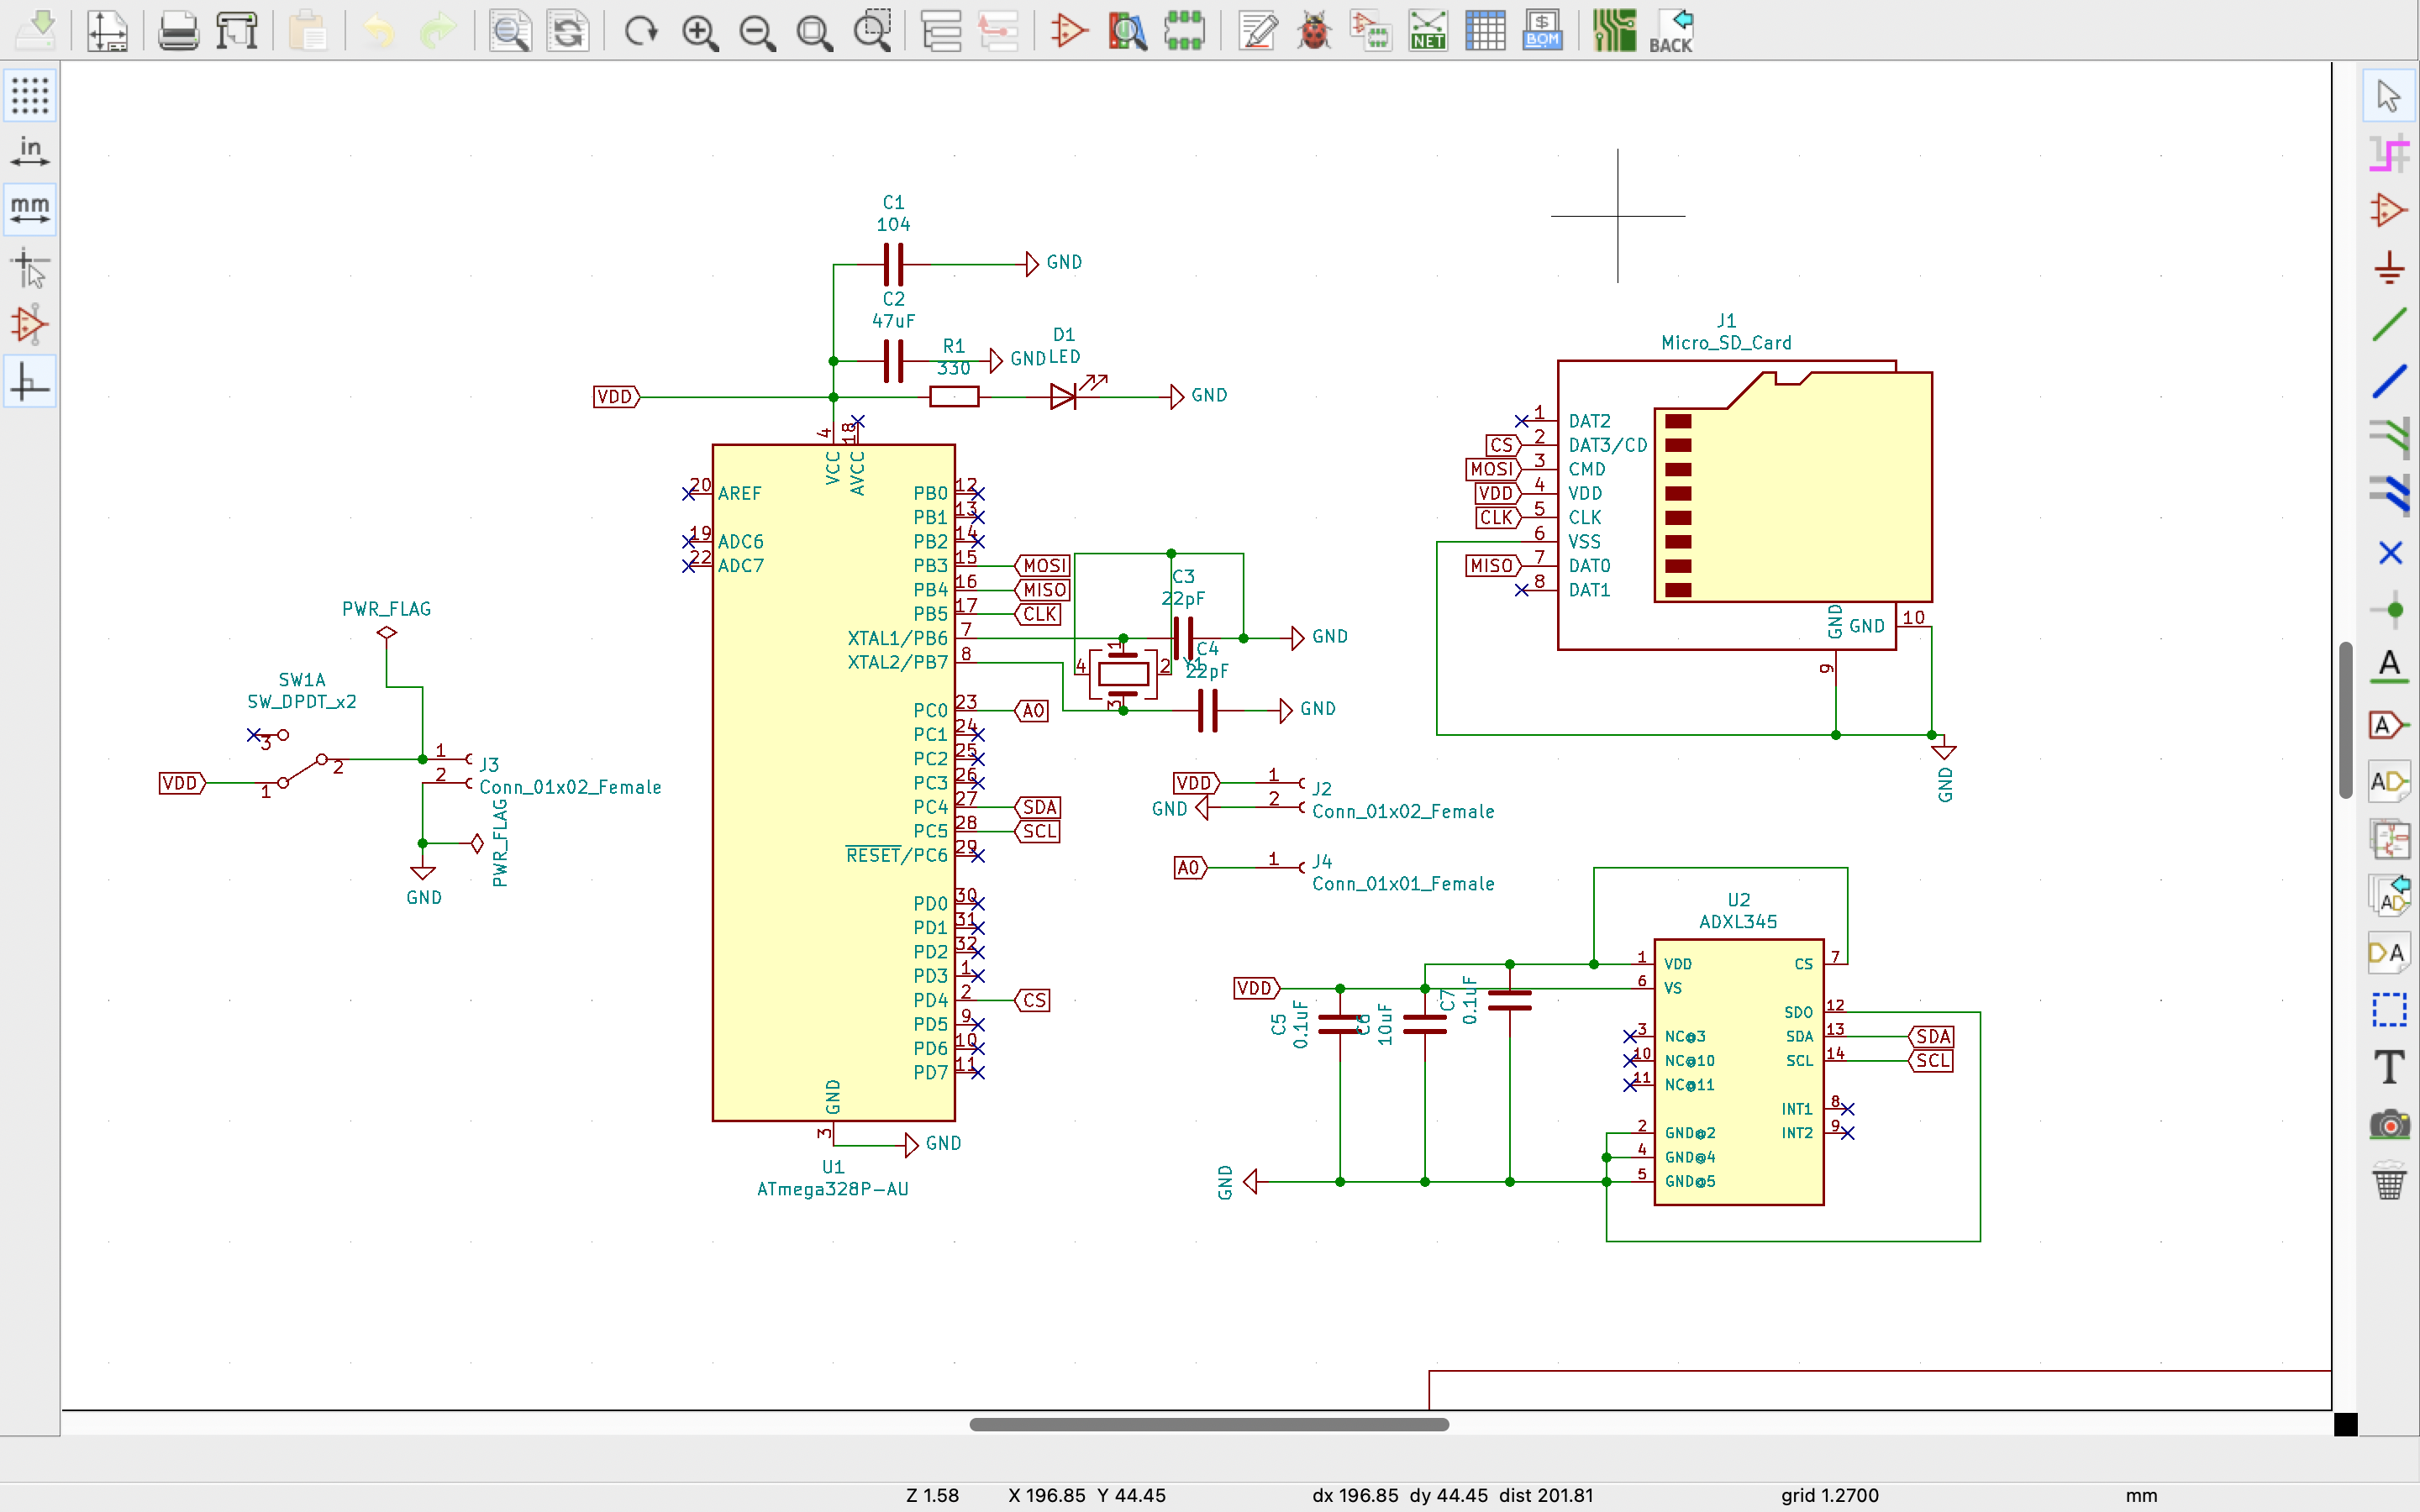 NET
$
BOM
BACK
in
mm
C1
104
GND
C2
47uF
R1
330
GND
D1
LED
VDD
GND
4
18
VCC
AVCC
20 AREF
19 ADC6
22 ADC7
PB0 12
PB1 13
PB2 14
PB3 15 MOSI
PB4 16 MISO
PB5 17 CLK
XTAL1/PB6 7
XTAL2/PB7 8
PC0 23 A0
PC1 24
PC2 25
PC3 26
PC4 27 SDA
PC5 28 SCL
RESET/PC6 29
PD0 30
PD1 31
PD2 32
PD3 1
PD4 2 CS
PD5 9
PD6 10
PD7 11
GND
3
GND
U1
ATmega328P-AU
C3
22pF
GND
C4
Y1
22pF
GND
1
4
2
3
PWR_FLAG
SW1A
SW_DPDT_x2
3
2
VDD
1
1
2
J3
Conn_01x02_Female
PWR_FLAG
GND
VDD 1
GND 2
J2
Conn_01x02_Female
A0 1
J4
Conn_01x01_Female
J1
Micro_SD_Card
1 DAT2
CS 2 DAT3/CD
MOSI 3 CMD
VDD 4 VDD
CLK 5 CLK
6 VSS
MISO 7 DAT0
8 DAT1
GND
GND 10
9
GND
U2
ADXL345
1 VDD
CS 7
VDD
6 VS
C5
0.1uF
C6
10uF
C7
0.1uF
SDO 12
3 NC@3
SDA 13 SDA
10 NC@10
SCL 14 SCL
11 NC@11
INT1 8
2 GND@2
INT2 9
4 GND@4
5 GND@5
GND
A
A
AD
AD
DA
T
Z 1.58 X 196.85 Y 44.45 dx 196.85 dy 44.45 dist 201.81 grid 1.2700 mm